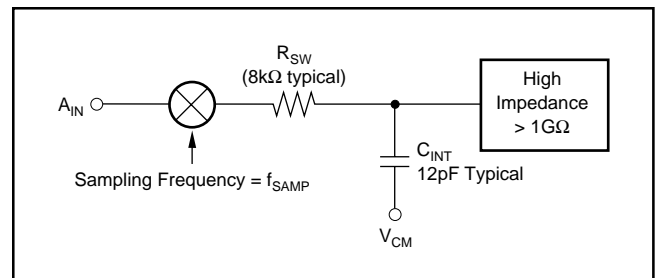 R_SW
(8kΩ typical)
A_IN
High
Impedance
> 1GΩ
C_INT
12pF Typical
Sampling Frequency = f_SAMP
V_CM